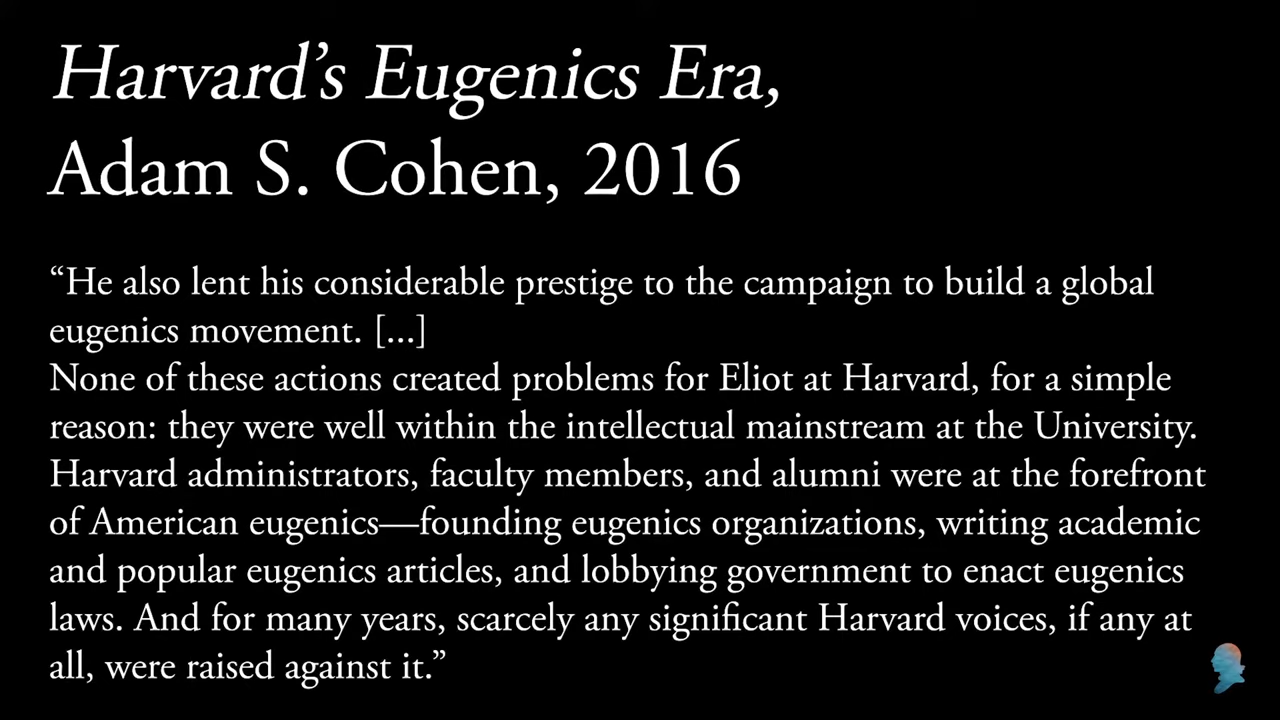 Harvard’s Eugenics Era,
Adam S. Cohen, 2016
“He also lent his considerable prestige to the campaign to build a global
eugenics movement. [...]
None of these actions created problems for Eliot at Harvard, for a simple
reason: they were well within the intellectual mainstream at the University.
Harvard administrators, faculty members, and alumni were at the forefront
of American eugenics—founding eugenics organizations, writing academic
and popular eugenics articles, and lobbying government to enact eugenics
laws. And for many years, scarcely any significant Harvard voices, if any at
all, were raised against it.”